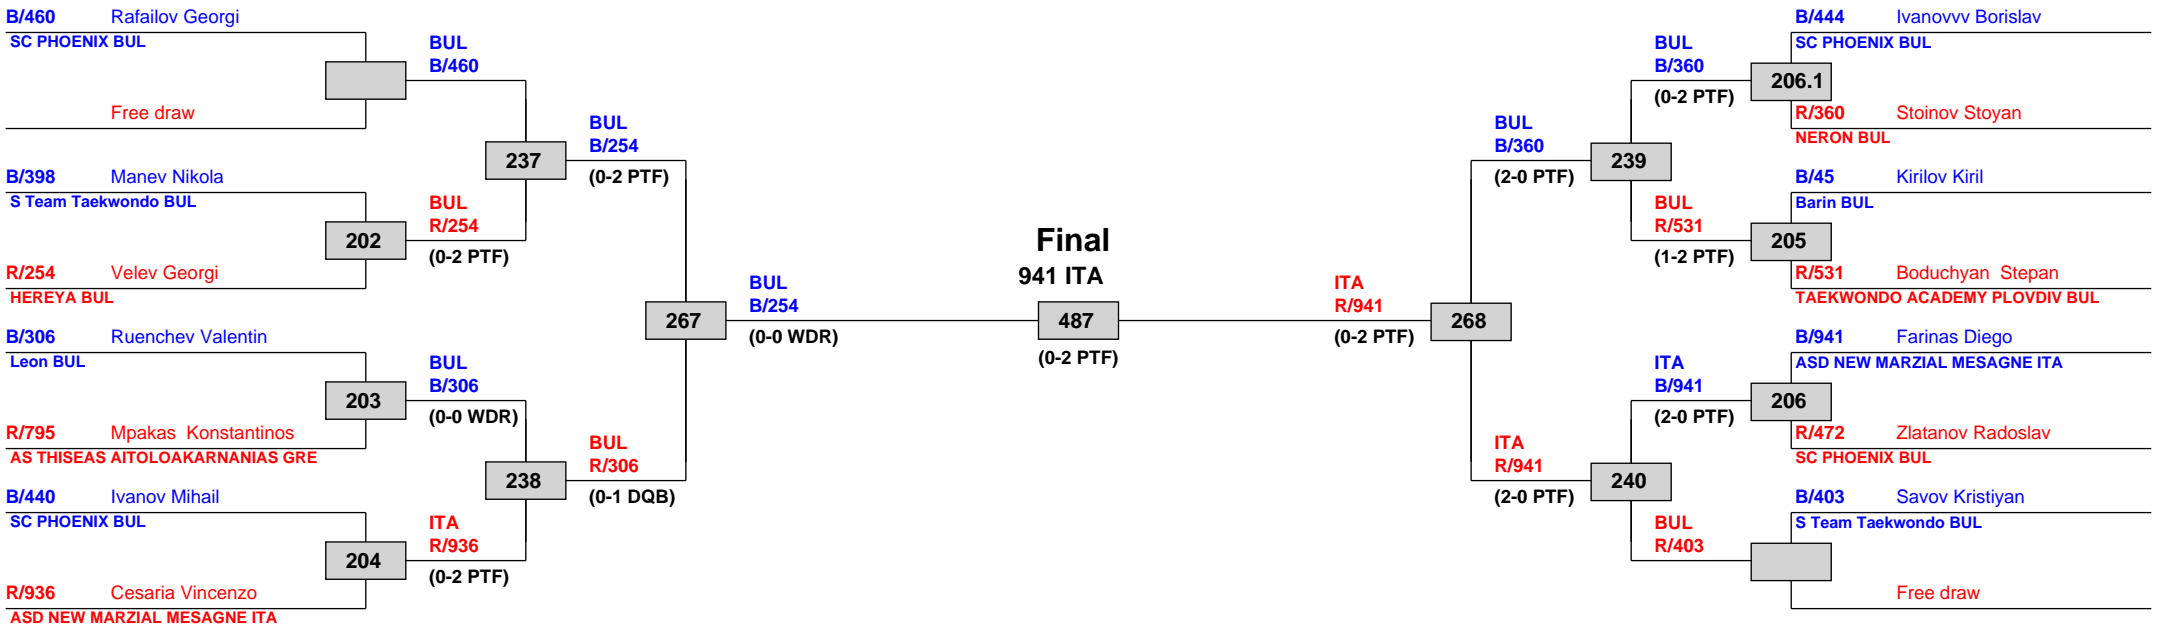 B/460 Rafailov Georgi
SC PHOENIX BUL
Free draw
BUL
B/460
B/398 Manev Nikola
S Team Taekwondo BUL
202
R/254 Velev Georgi
HEREYA BUL
BUL
R/254
(0-2 PTF)
237
BUL
B/254
(0-2 PTF)
B/306 Ruenchev Valentin
Leon BUL
203
R/795 Mpakas  Konstantinos
AS THISEAS AITOLOAKARNANIAS GRE
BUL
B/306
(0-0 WDR)
B/440 Ivanov Mihail
SC PHOENIX BUL
204
R/936 Cesaria Vincenzo
ASD NEW MARZIAL MESAGNE ITA
ITA
R/936
(0-2 PTF)
238
BUL
R/306
(0-1 DQB)
267
BUL
B/254
(0-0 WDR)
Final
941 ITA
487
(0-2 PTF)
ITA
R/941
(0-2 PTF)
268
BUL
B/360
(2-0 PTF)
239
BUL
B/360
(0-2 PTF)
206.1
B/444 Ivanovvv Borislav
SC PHOENIX BUL
R/360 Stoinov Stoyan
NERON BUL
BUL
R/531
(1-2 PTF)
205
B/45 Kirilov Kiril
Barin BUL
R/531 Boduchyan  Stepan
TAEKWONDO ACADEMY PLOVDIV BUL
ITA
R/941
(2-0 PTF)
240
ITA
B/941
(2-0 PTF)
206
B/941 Farinas Diego
ASD NEW MARZIAL MESAGNE ITA
R/472 Zlatanov Radoslav
SC PHOENIX BUL
BUL
R/403
B/403 Savov Kristiyan
S Team Taekwondo BUL
Free draw